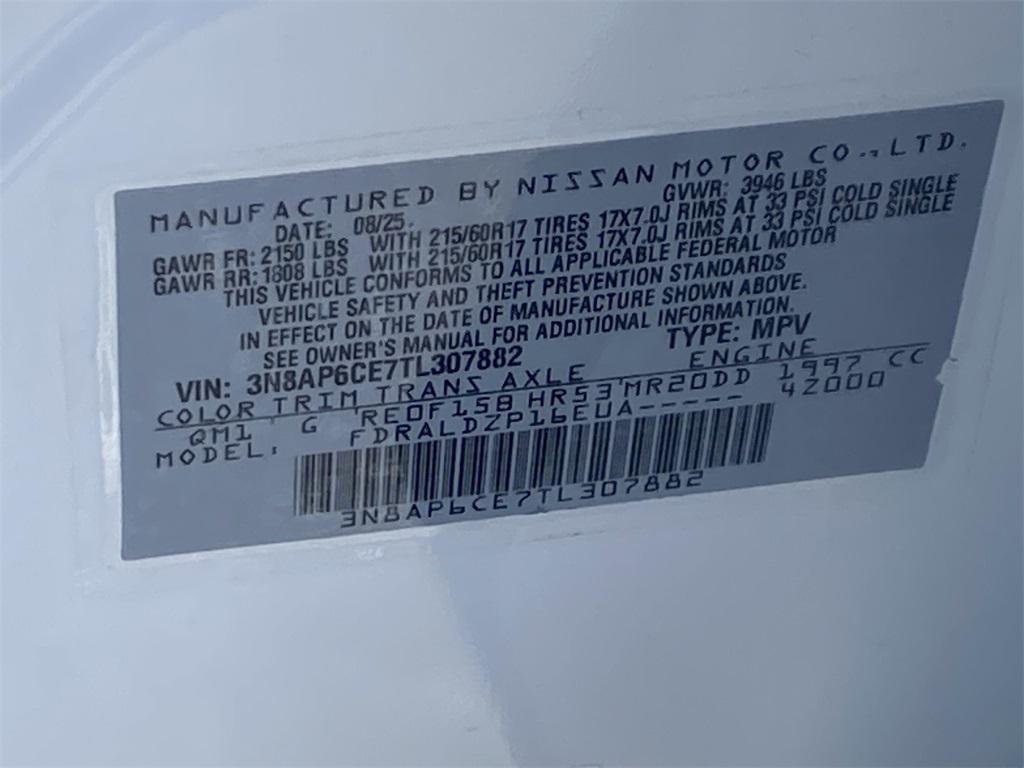 MANUFACTURED BY NISSAN MOTOR CO.,LTD.
DATE: 08/25. GVWR: 3946 LBS
GAWR FR: 2150 LBS WITH 215/60R17 TIRES 17X7.0J RIMS AT 33 PSI COLD SINGLE
GAWR RR: 1808 LBS WITH 215/60R17 TIRES 17X7.0J RIMS AT 33 PSI COLD SINGLE
THIS VEHICLE CONFORMS TO ALL APPLICABLE FEDERAL MOTOR
VEHICLE SAFETY AND THEFT PREVENTION STANDARDS
IN EFFECT ON THE DATE OF MANUFACTURE SHOWN ABOVE.
SEE OWNER'S MANUAL FOR ADDITIONAL INFORMATION.
VIN: 3N8AP6CE7TL307882 TYPE: MPV
COLOR TRIM TRANS AXLE ENGINE
QM1 G RE0F15B HR53 MR20DD 1997 CC
MODEL: FDRALDZP16EUA----- 42000
3N8AP6CE7TL307882